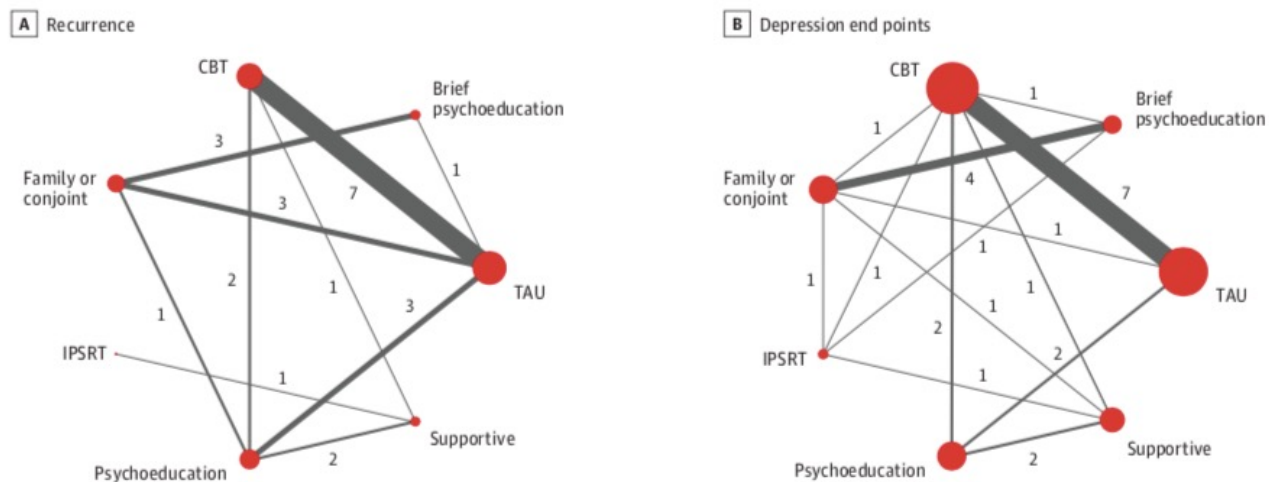 A Recurrence
CBT
Brief
psychoeducation
3
1
Family or
conjoint
7
3
2
1
TAU
3
1
IPSRT
1
Supportive
Psychoeducation
2
B Depression end points
CBT
1
Brief
psychoeducation
1
4
Family or
conjoint
7
1
1
1
1
1
1
TAU
2
IPSRT
2
1
Supportive
Psychoeducation
2